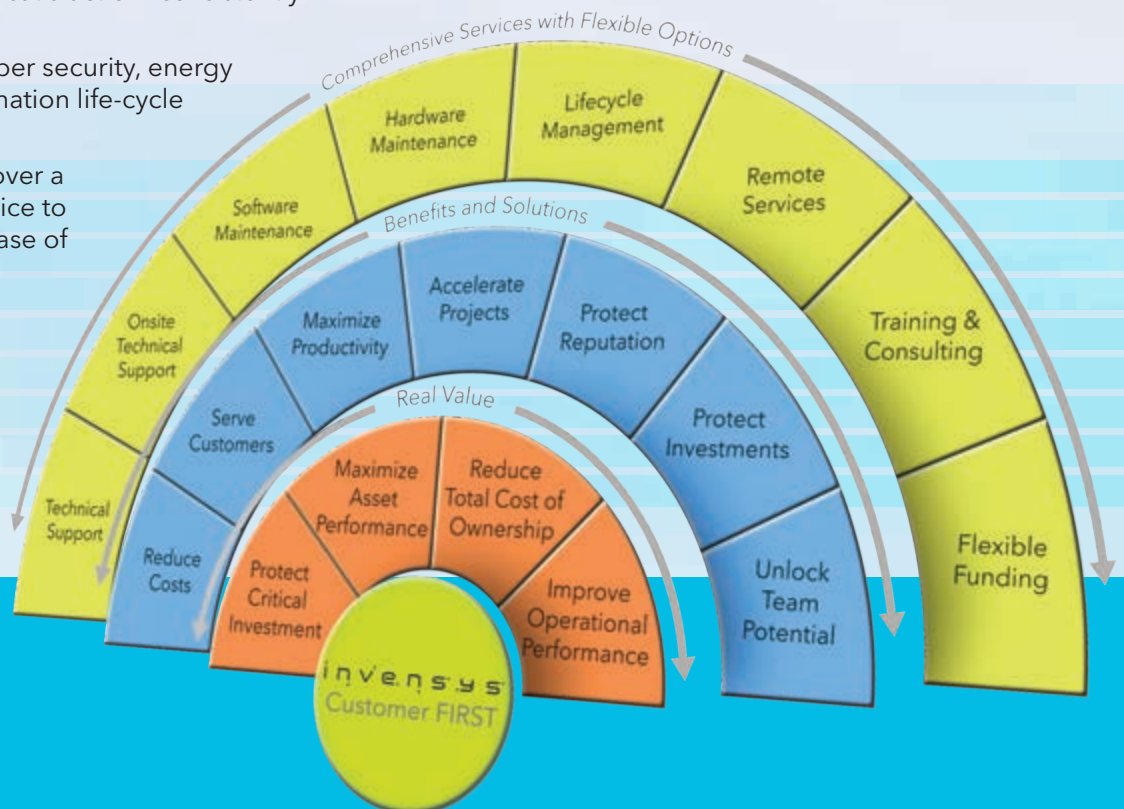 per security, energy
nation life-cycle
over a
ice to
ase of
Comprehensive Services with Flexible Options
Technical
Support
Onsite
Technical
Support
Software
Maintenance
Hardware
Maintenance
Lifecycle
Management
Remote
Services
Training &
Consulting
Flexible
Funding
Benefits and Solutions
Reduce
Costs
Serve
Customers
Maximize
Productivity
Accelerate
Projects
Protect
Reputation
Protect
Investments
Unlock
Team
Potential
Real Value
Protect
Critical
Investment
Maximize
Asset
Performance
Reduce
Total Cost of
Ownership
Improve
Operational
Performance
invensys
Customer FIRST